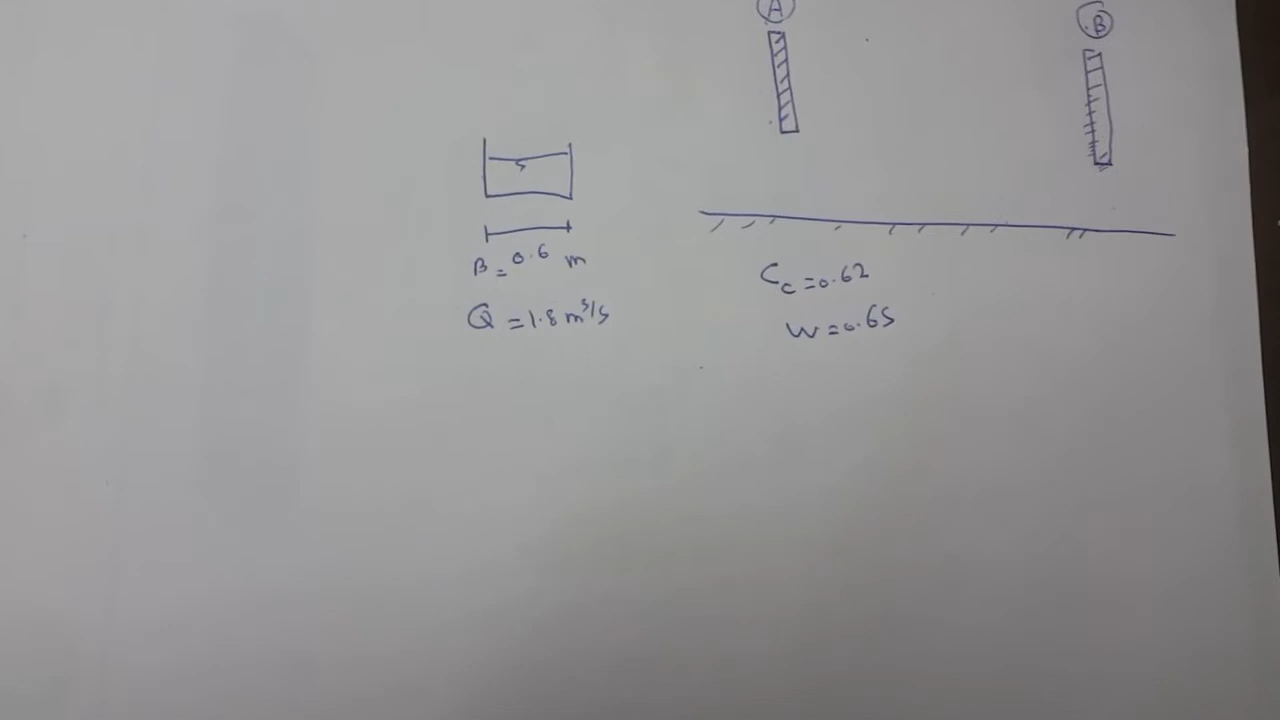 A
B
B = 0.6 m
Q = 1.8 m³/s
Cc = 0.62
W = 0.65